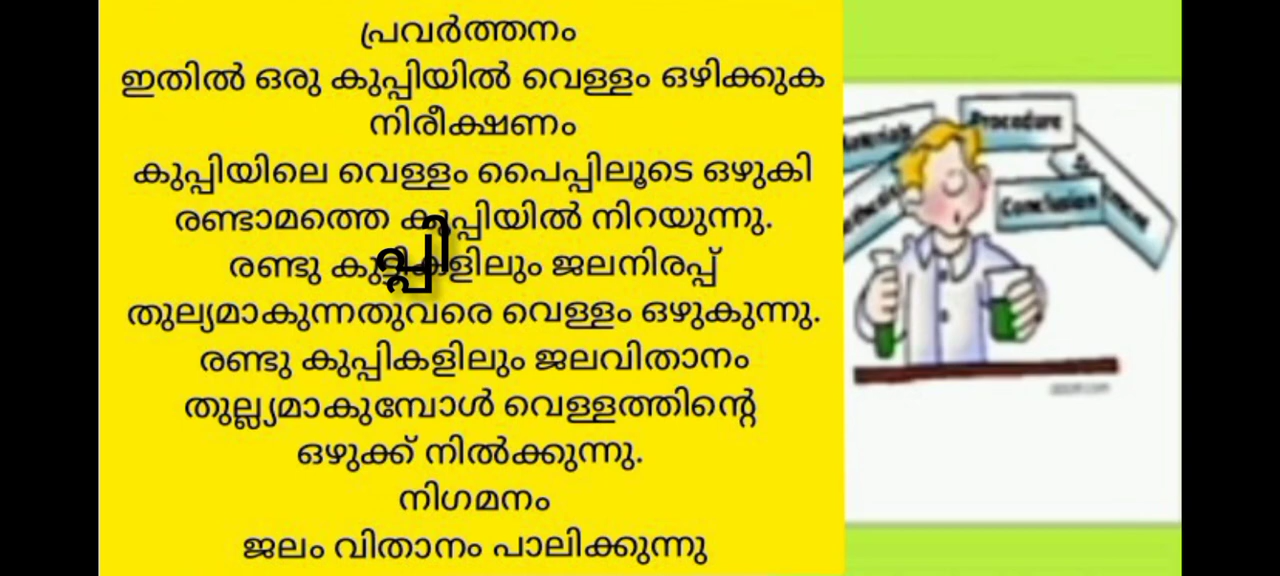 പ്രവർത്തനം
ഇതിൽ ഒരു കുപ്പിയിൽ വെള്ളം ഒഴിക്കുക
നിരീക്ഷണം
കുപ്പിയിലെ വെള്ളം പൈപ്പിലൂടെ ഒഴുകി
രണ്ടാമത്തെ കുപ്പിയിൽ നിറയുന്നു.
പ്പി
രണ്ടു കളിലും ജലനിരപ്പ്
തുല്യമാകുന്നതുവരെ വെള്ളം ഒഴുകുന്നു.
രണ്ടു കുപ്പികളിലും ജലവിതാനം
തുല്ല്യമാകുമ്പോൾ വെള്ളത്തിന്റെ
ഒഴുക്ക് നിൽക്കുന്നു.
നിഗമനം
ജലം വിതാനം പാലിക്കുന്നു
Procedure
Conclusion